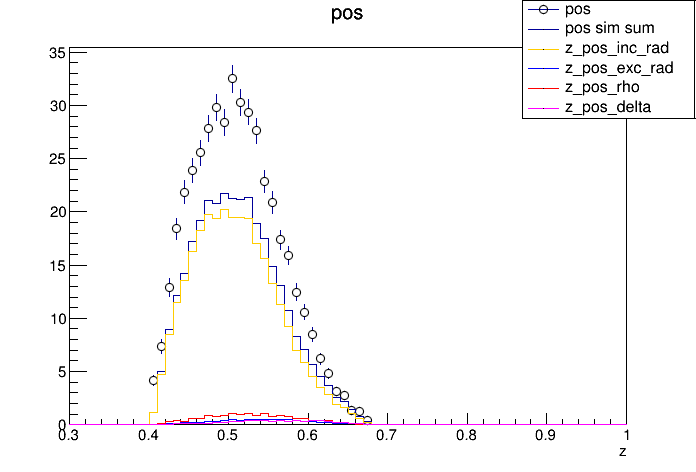 pos
pos
pos sim sum
z_pos_inc_rad
z_pos_exc_rad
z_pos_rho
z_pos_delta
35
30
25
20
15
10
5
0
0.3 0.4 0.5 0.6 0.7 0.8 0.9 1
z